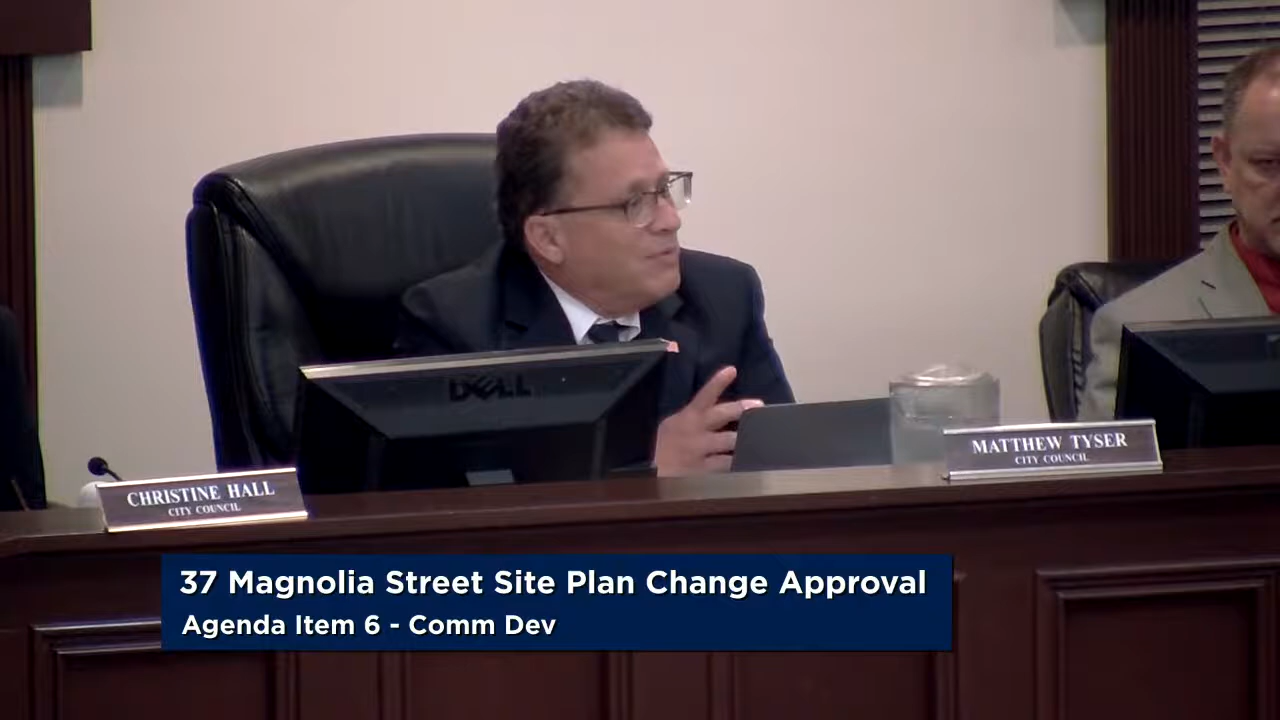 DELL
MATTHEW TYSER
CITY COUNCIL
CHRISTINE HALL
CITY COUNCIL
37 Magnolia Street Site Plan Change Approval
Agenda Item 6 - Comm Dev